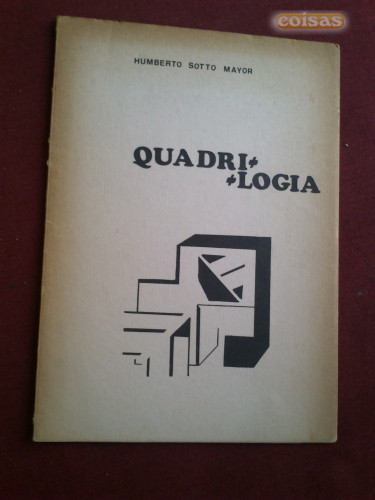 coisas
HUMBERTO SOTTO MAYOR
QUADRI≠
≠LOGIA